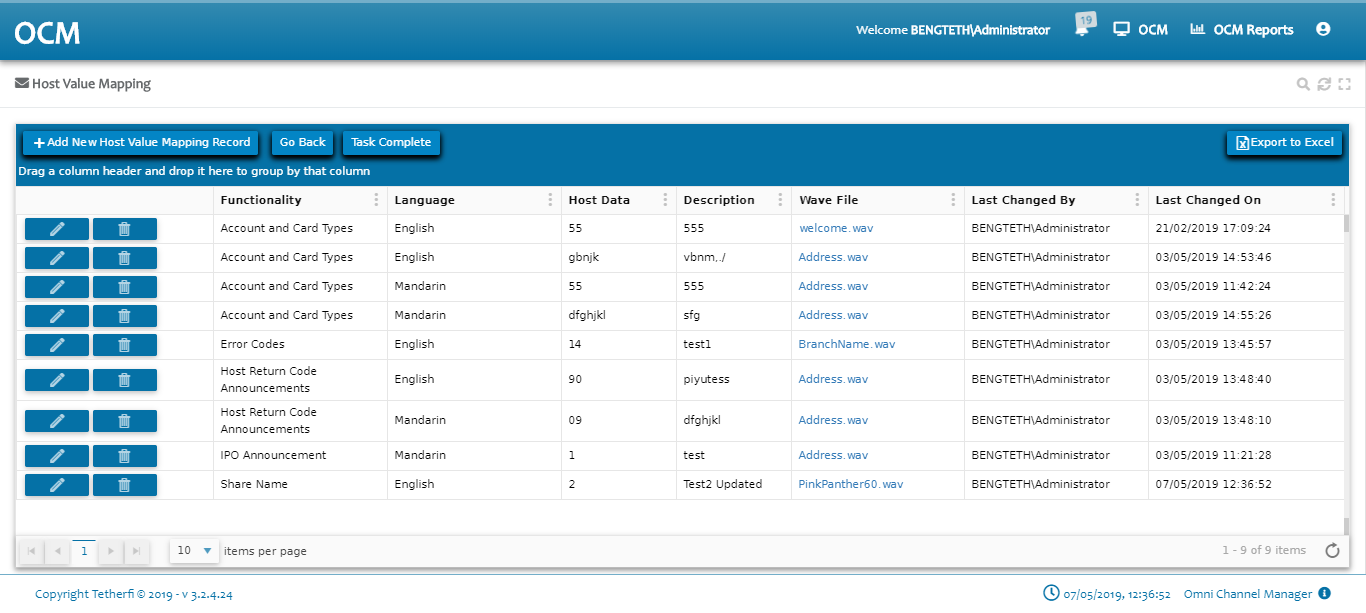 OCM
Welcome BENGTETH\Administrator 19 OCM OCM Reports
Host Value Mapping
Add New Host Value Mapping Record Go Back Task Complete Export to Excel
Drag a column header and drop it here to group by that column
Functionality Language Host Data Description Wave File Last Changed By Last Changed On
Account and Card Types English 55 555 welcome.wav BENGTETH\Administrator 21/02/2019 17:09:24
Account and Card Types English gbnjk vbnm,./ Address.wav BENGTETH\Administrator 03/05/2019 14:53:46
Account and Card Types Mandarin 55 555 Address.wav BENGTETH\Administrator 03/05/2019 11:42:24
Account and Card Types Mandarin dfghjkl sfg Address.wav BENGTETH\Administrator 03/05/2019 14:55:26
Error Codes English 14 test1 BranchName.wav BENGTETH\Administrator 03/05/2019 13:45:57
Host Return Code
Announcements English 90 piyutess Address.wav BENGTETH\Administrator 03/05/2019 13:48:40
Host Return Code
Announcements Mandarin 09 dfghjkl Address.wav BENGTETH\Administrator 03/05/2019 13:48:10
IPO Announcement Mandarin 1 test Address.wav BENGTETH\Administrator 03/05/2019 11:21:28
Share Name English 2 Test2 Updated PinkPanther60.wav BENGTETH\Administrator 07/05/2019 12:36:52
1 10 items per page 1 - 9 of 9 items
Copyright Tetherfi © 2019 - v 3.2.4.24 07/05/2019, 12:36:52 Omni Channel Manager